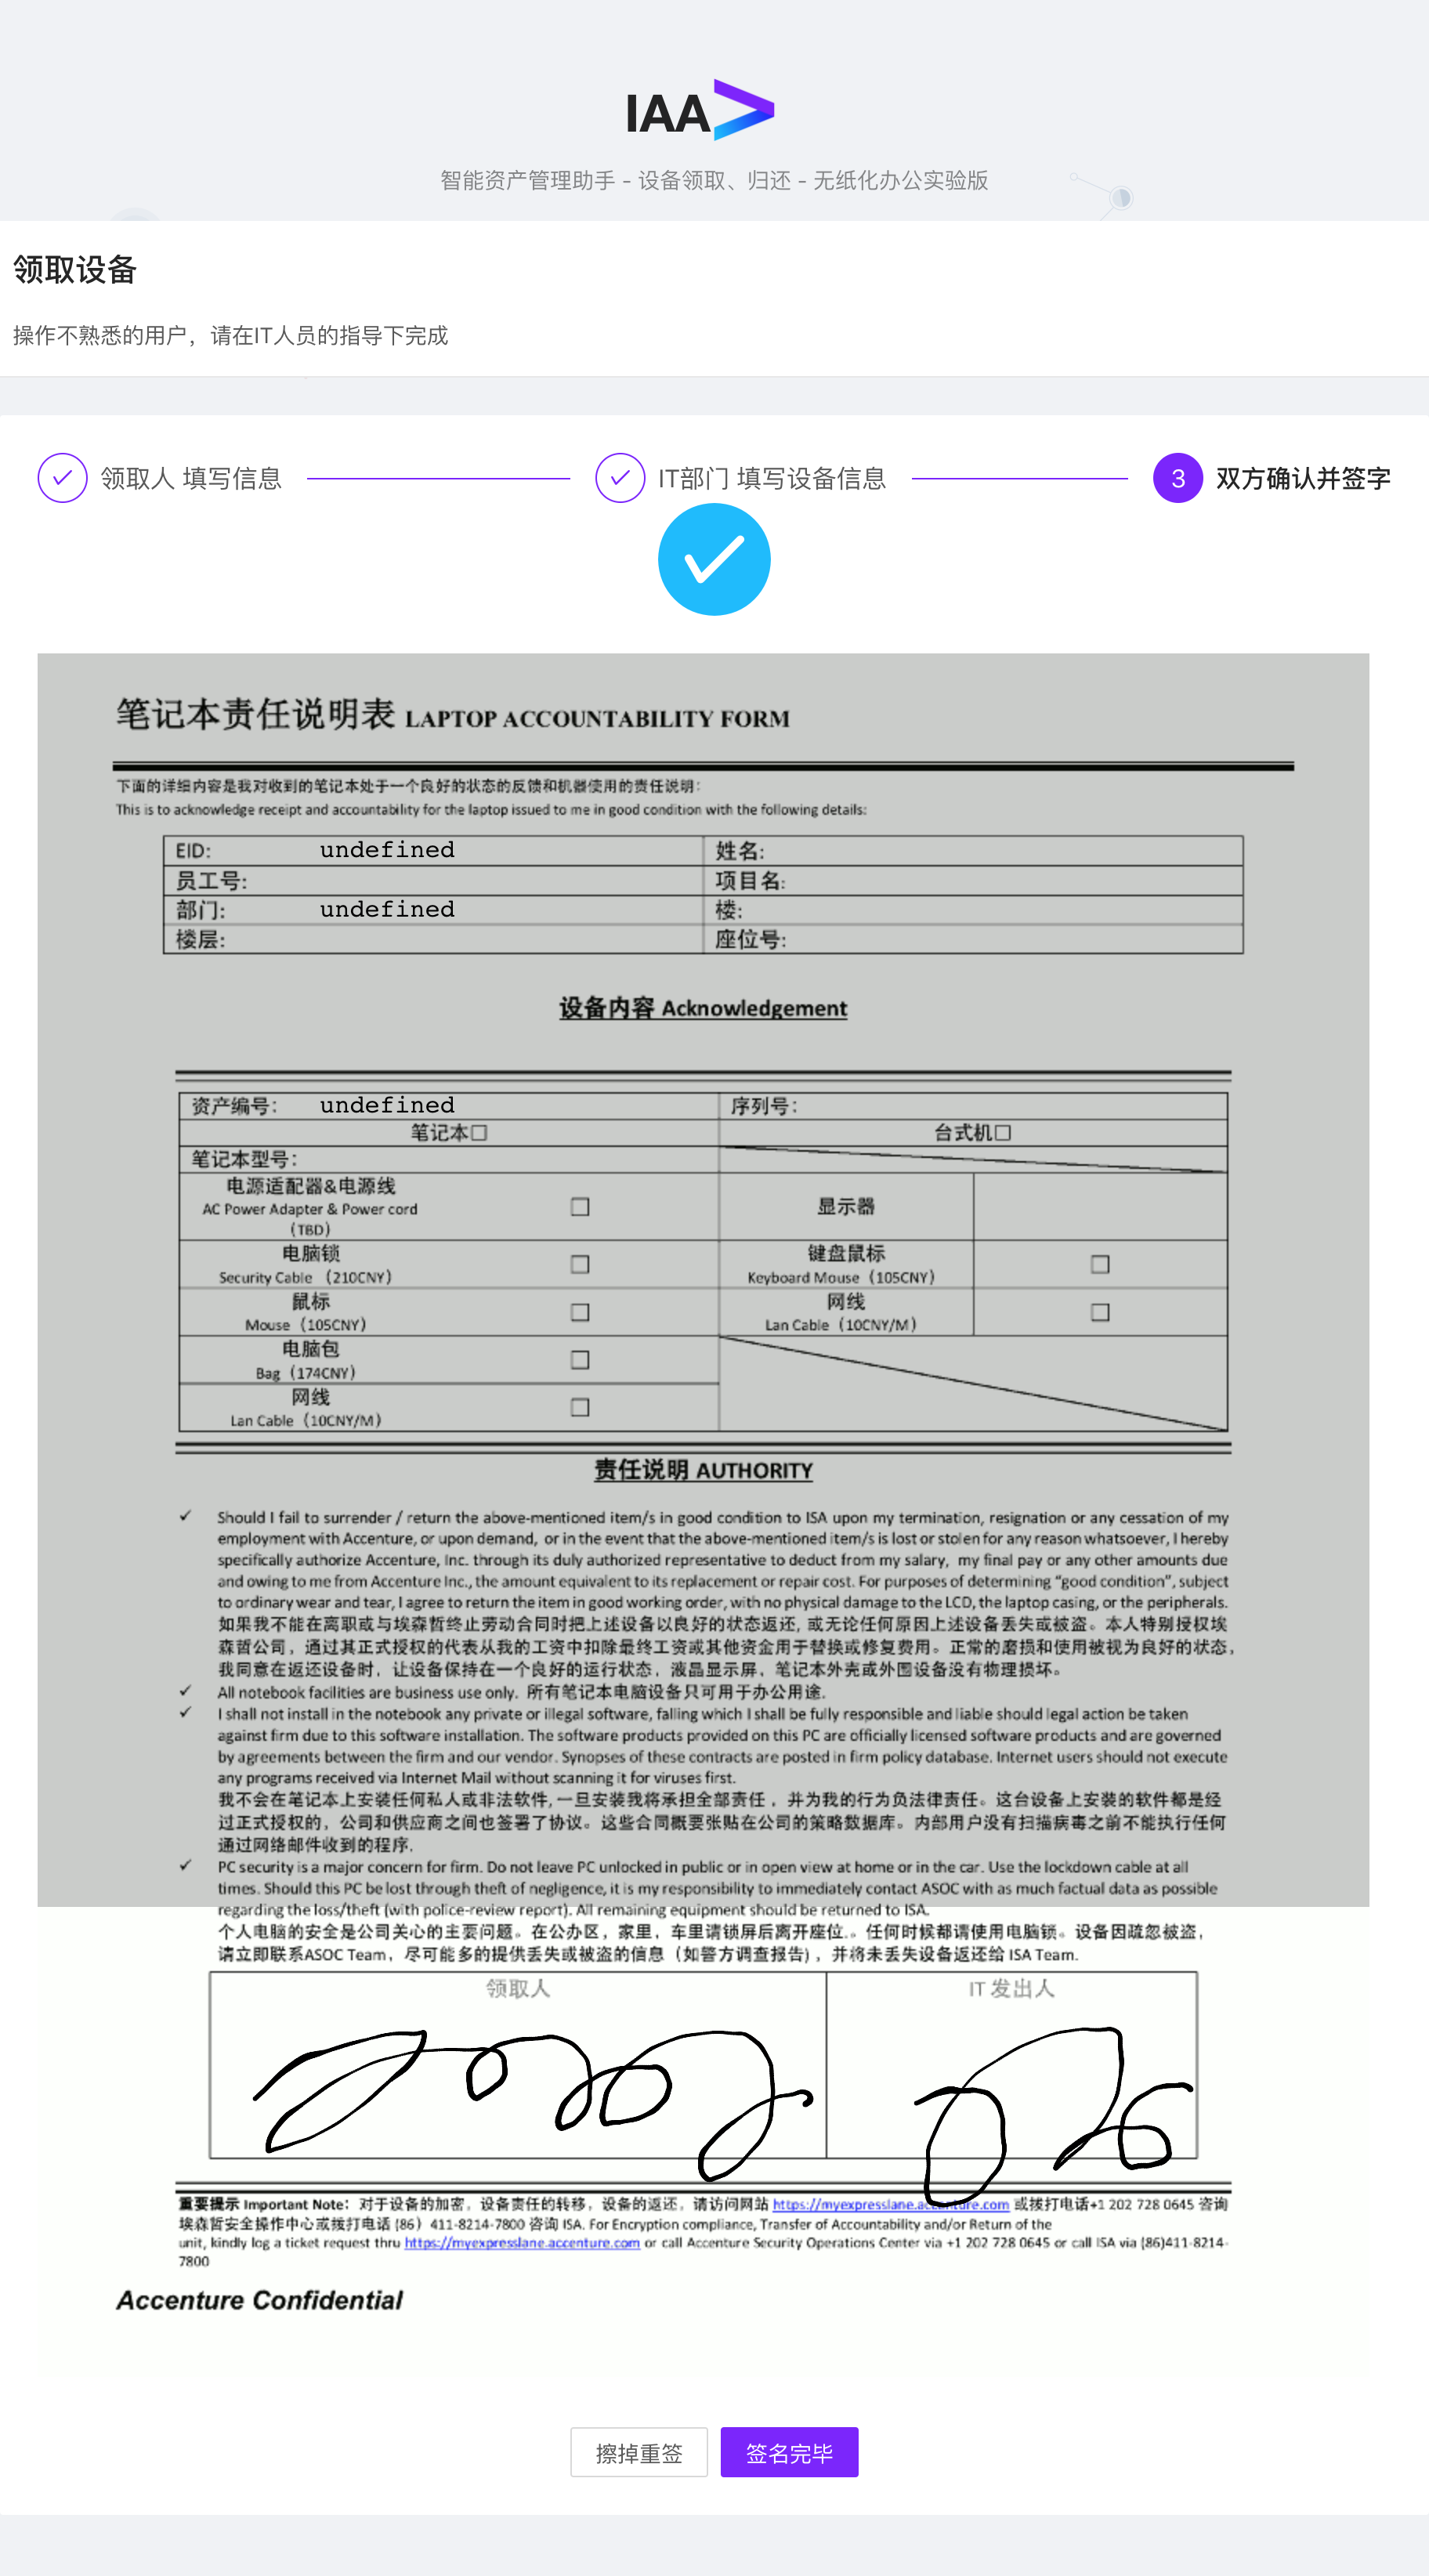 IAA
智能资产管理助手 - 设备领取、归还 - 无纸化办公实验版
领取设备
操作不熟悉的用户，请在IT人员的指导下完成
领取人 填写信息
IT部门 填写设备信息
3 双方确认并签字
笔记本责任说明表 LAPTOP ACCOUNTABILITY FORM
下面的详细内容是我对收到的笔记本处于一个良好的状态的反馈和机器使用的责任说明：
This is to acknowledge receipt and accountability for the laptop issued to me in good condition with the following details:
EID: undefined 姓名:
员工号: 项目名:
部门: undefined 楼:
楼层: 座位号:
设备内容 Acknowledgement
资产编号： undefined 序列号：
笔记本□ 台式机□
笔记本型号：
电源适配器&电源线
AC Power Adapter & Power cord
（TBD）
□ 显示器
电脑锁
Security Cable （210CNY）
□ 键盘鼠标
Keyboard Mouse（105CNY）
□
鼠标
Mouse（105CNY）
□ 网线
Lan Cable（10CNY/M）
□
电脑包
Bag（174CNY）
□
网线
Lan Cable（10CNY/M）
□
责任说明 AUTHORITY
✓ Should I fail to surrender / return the above-mentioned item/s in good condition to ISA upon my termination, resignation or any cessation of my
employment with Accenture, or upon demand, or in the event that the above-mentioned item/s is lost or stolen for any reason whatsoever, I hereby
specifically authorize Accenture, Inc. through its duly authorized representative to deduct from my salary, my final pay or any other amounts due
and owing to me from Accenture Inc., the amount equivalent to its replacement or repair cost. For purposes of determining “good condition”, subject
to ordinary wear and tear, I agree to return the item in good working order, with no physical damage to the LCD, the laptop casing, or the peripherals.
如果我不能在离职或与埃森哲终止劳动合同时把上述设备以良好的状态返还, 或无论任何原因上述设备丢失或被盗。本人特别授权埃
森哲公司，通过其正式授权的代表从我的工资中扣除最终工资或其他资金用于替换或修复费用。正常的磨损和使用被视为良好的状态，
我同意在返还设备时，让设备保持在一个良好的运行状态，液晶显示屏，笔记本外壳或外围设备没有物理损坏。
✓ All notebook facilities are business use only. 所有笔记本电脑设备只可用于办公用途.
✓ I shall not install in the notebook any private or illegal software, falling which I shall be fully responsible and liable should legal action be taken
against firm due to this software installation. The software products provided on this PC are officially licensed software products and are governed
by agreements between the firm and our vendor. Synopses of these contracts are posted in firm policy database. Internet users should not execute
any programs received via Internet Mail without scanning it for viruses first.
我不会在笔记本上安装任何私人或非法软件, 一旦安装我将承担全部责任，并为我的行为负法律责任。这台设备上安装的软件都是经
过正式授权的，公司和供应商之间也签署了协议。这些合同概要张贴在公司的策略数据库。内部用户没有扫描病毒之前不能执行任何
通过网络邮件收到的程序.
✓ PC security is a major concern for firm. Do not leave PC unlocked in public or in open view at home or in the car. Use the lockdown cable at all
times. Should this PC be lost through theft of negligence, it is my responsibility to immediately contact ASOC with as much factual data as possible
regarding the loss/theft (with police-review report). All remaining equipment should be returned to ISA.
个人电脑的安全是公司关心的主要问题。在公办区，家里，车里请锁屏后离开座位.。任何时候都请使用电脑锁。设备因疏忽被盗，
请立即联系ASOC Team，尽可能多的提供丢失或被盗的信息（如警方调查报告)，并将未丢失设备返还给 ISA Team.
领取人 IT 发出人
重要提示 Important Note：对于设备的加密，设备责任的转移，设备的返还，请访问网站 https://myexpresslane.accenture.com 或拨打电话+1 202 728 0645 咨询
埃森哲安全操作中心或拨打电话 (86）411-8214-7800 咨询 ISA. For Encryption compliance, Transfer of Accountability and/or Return of the
unit, kindly log a ticket request thru https://myexpresslane.accenture.com or call Accenture Security Operations Center via +1 202 728 0645 or call ISA via (86)411-8214-
7800
Accenture Confidential
擦掉重签 签名完毕